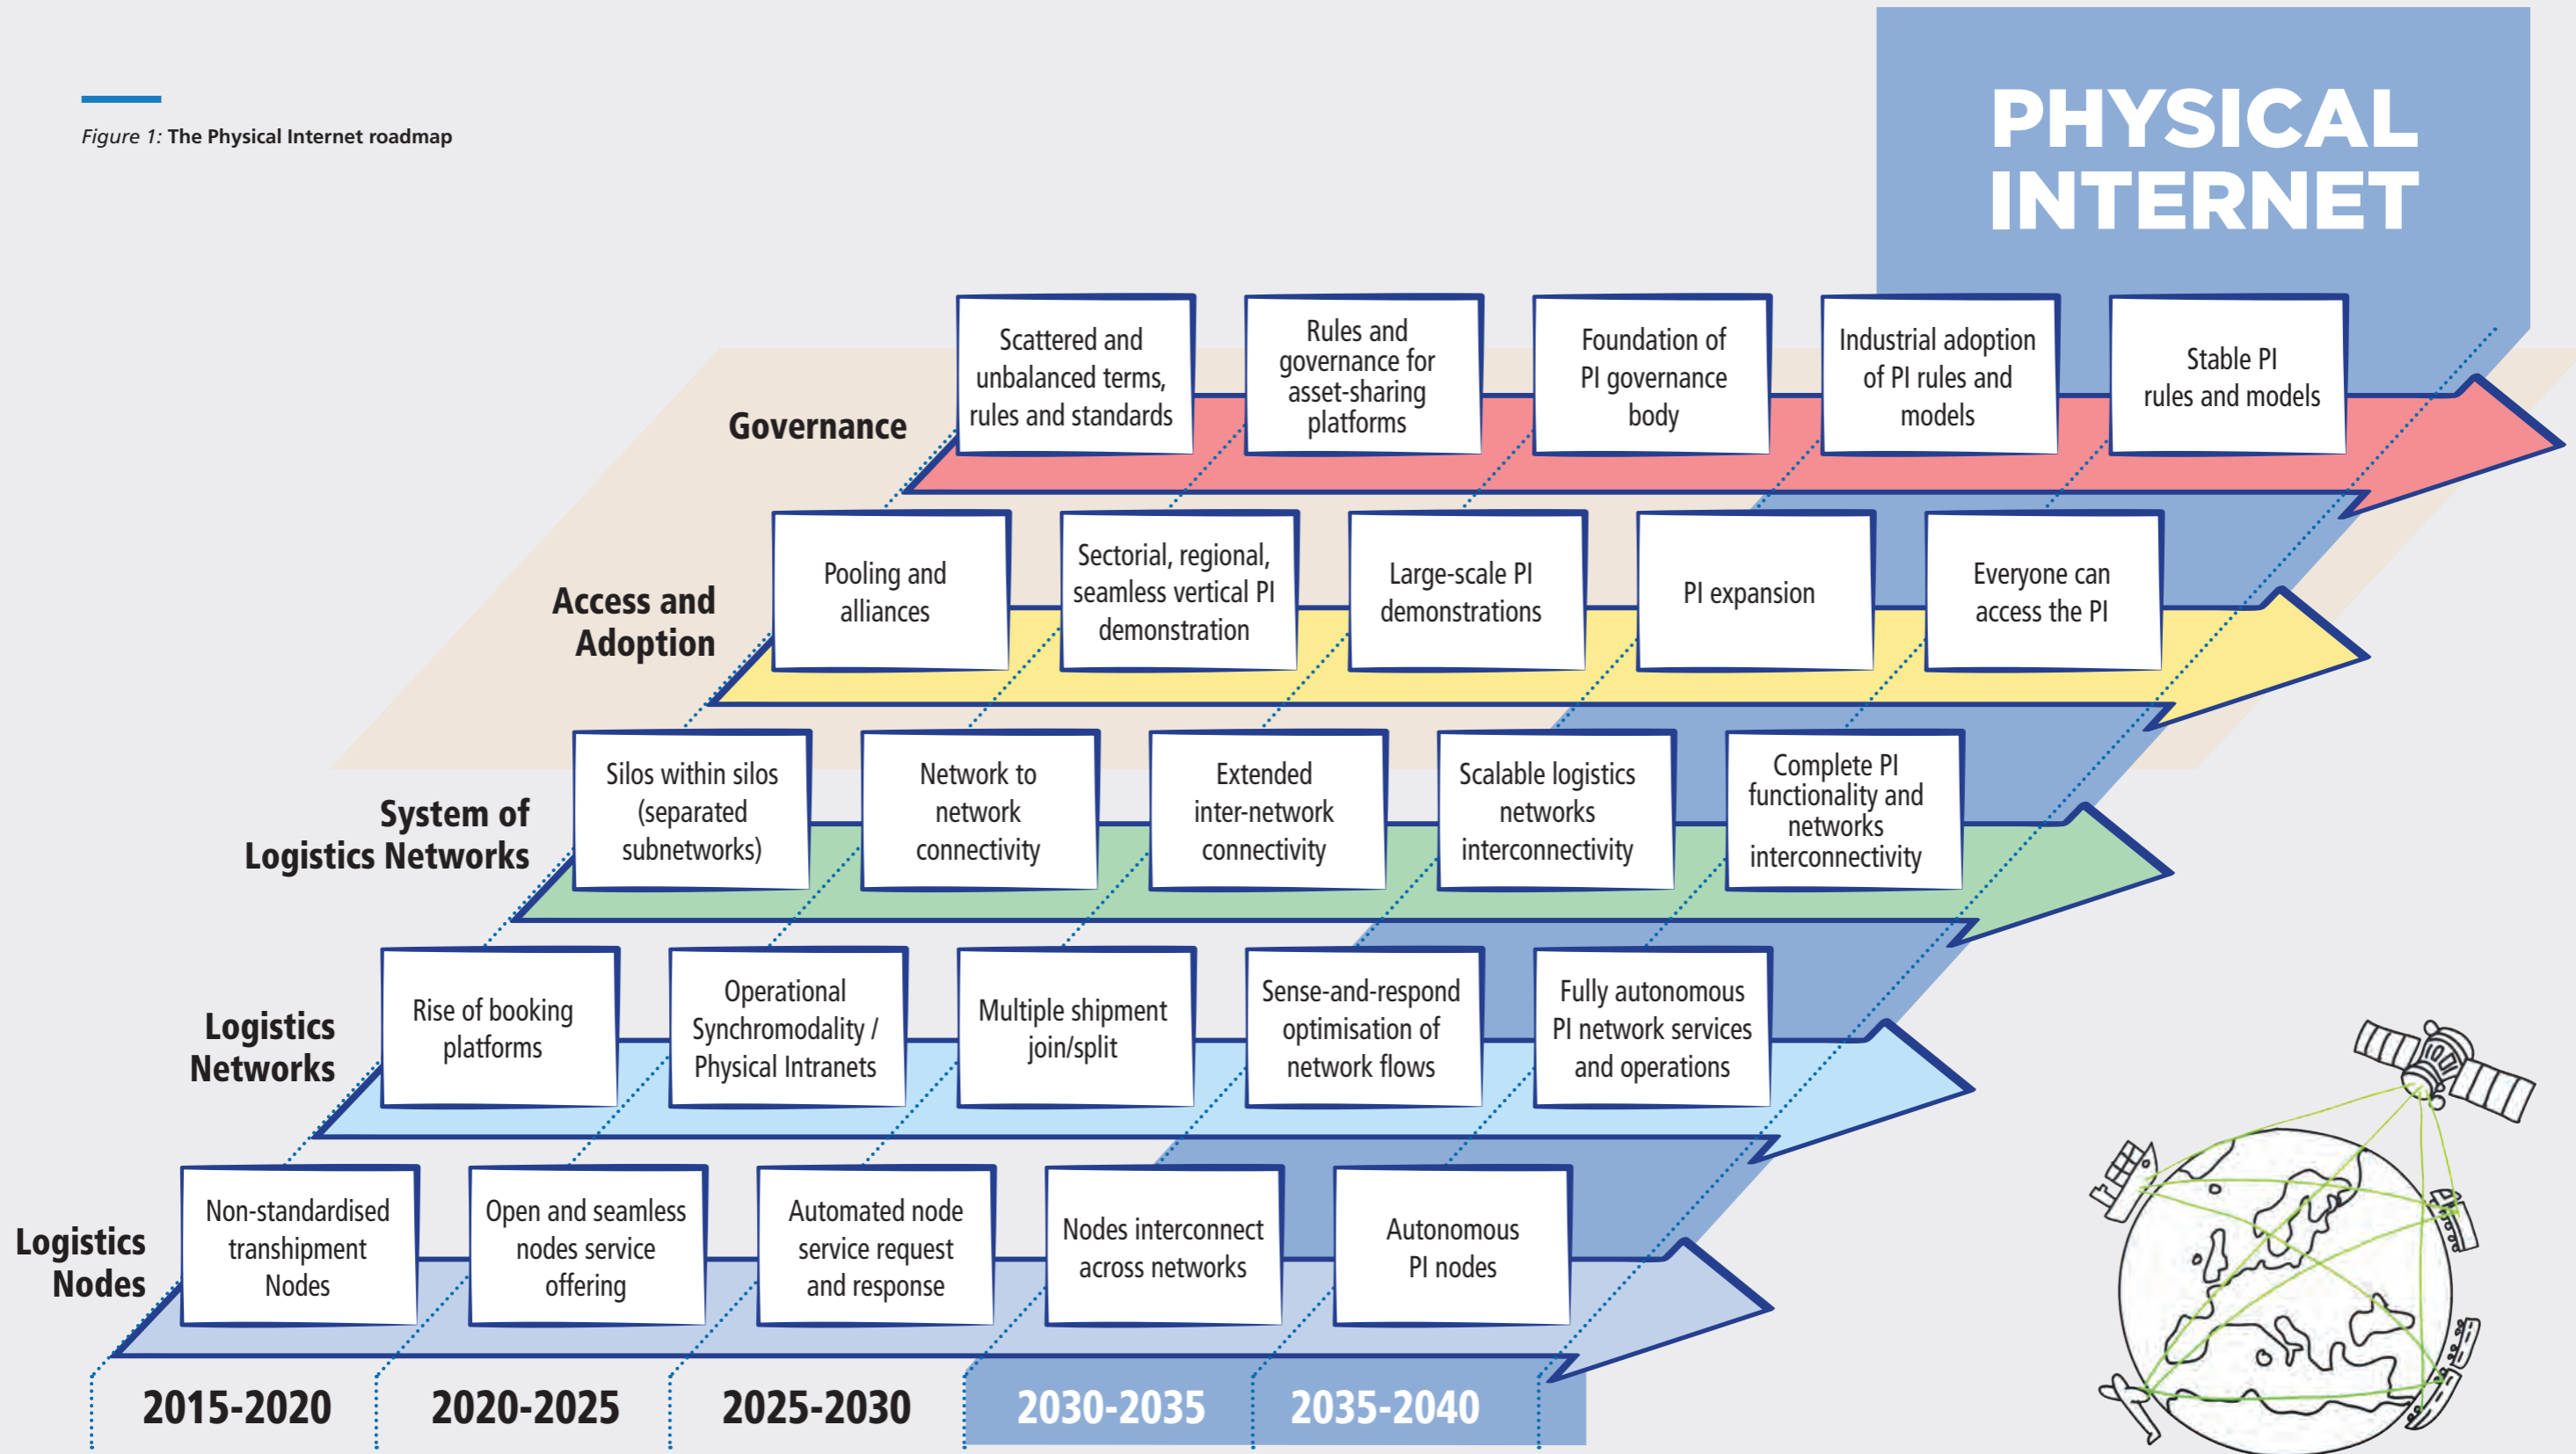 Figure 1: The Physical Internet roadmap
PHYSICAL
INTERNET
Governance
Scattered and
unbalanced terms,
rules and standards
Rules and
governance for
asset-sharing
platforms
Foundation of
PI governance
body
Industrial adoption
of PI rules and
models
Stable PI
rules and models
Access and
Adoption
Pooling and
alliances
Sectorial, regional,
seamless vertical PI
demonstration
Large-scale PI
demonstrations
PI expansion
Everyone can
access the PI
System of
Logistics Networks
Silos within silos
(separated
subnetworks)
Network to
network
connectivity
Extended
inter-network
connectivity
Scalable logistics
networks
interconnectivity
Complete PI
functionality and
networks
interconnectivity
Logistics
Networks
Rise of booking
platforms
Operational
Synchromodality /
Physical Intranets
Multiple shipment
join/split
Sense-and-respond
optimisation of
network flows
Fully autonomous
PI network services
and operations
Logistics
Nodes
Non-standardised
transhipment
Nodes
Open and seamless
nodes service
offering
Automated node
service request
and response
Nodes interconnect
across networks
Autonomous
PI nodes
2015-2020
2020-2025
2025-2030
2030-2035
2035-2040